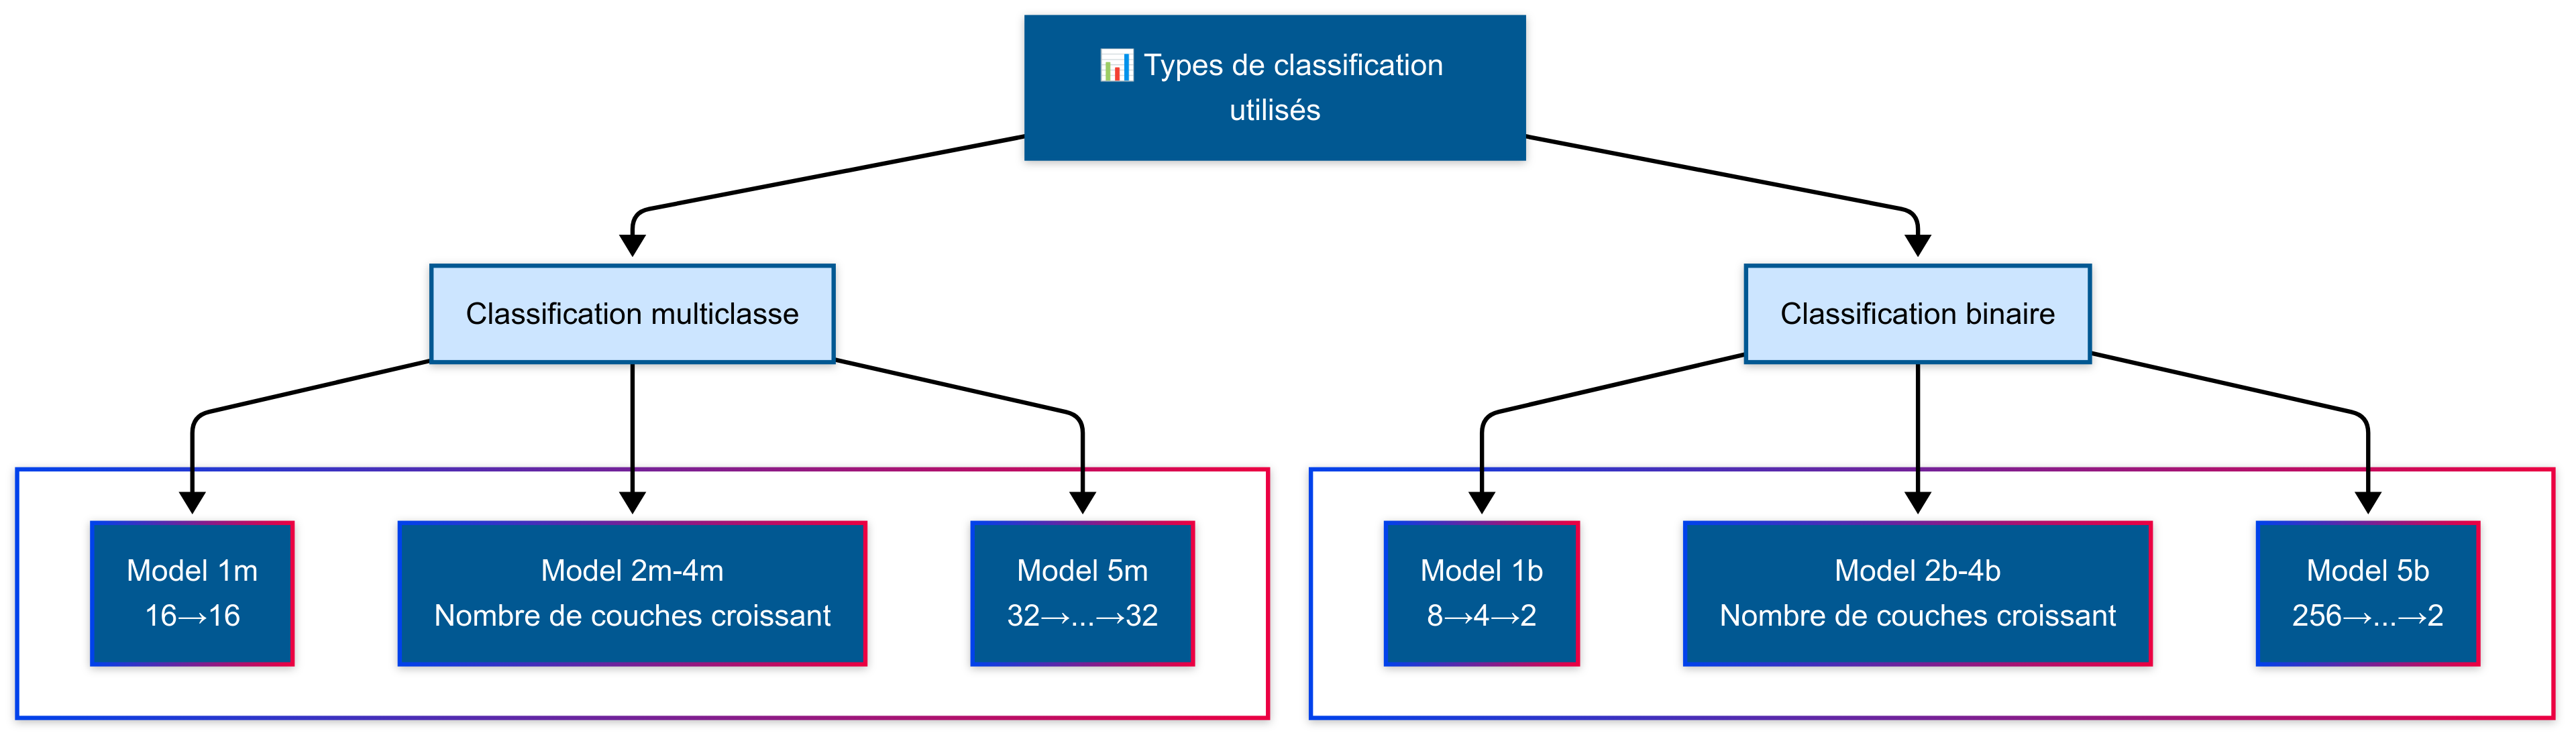 📊 Types de classification
utilisés
Classification multiclasse
Classification binaire
Model 1m
16→16
Model 2m-4m
Nombre de couches croissant
Model 5m
32→...→32
Model 1b
8→4→2
Model 2b-4b
Nombre de couches croissant
Model 5b
256→...→2